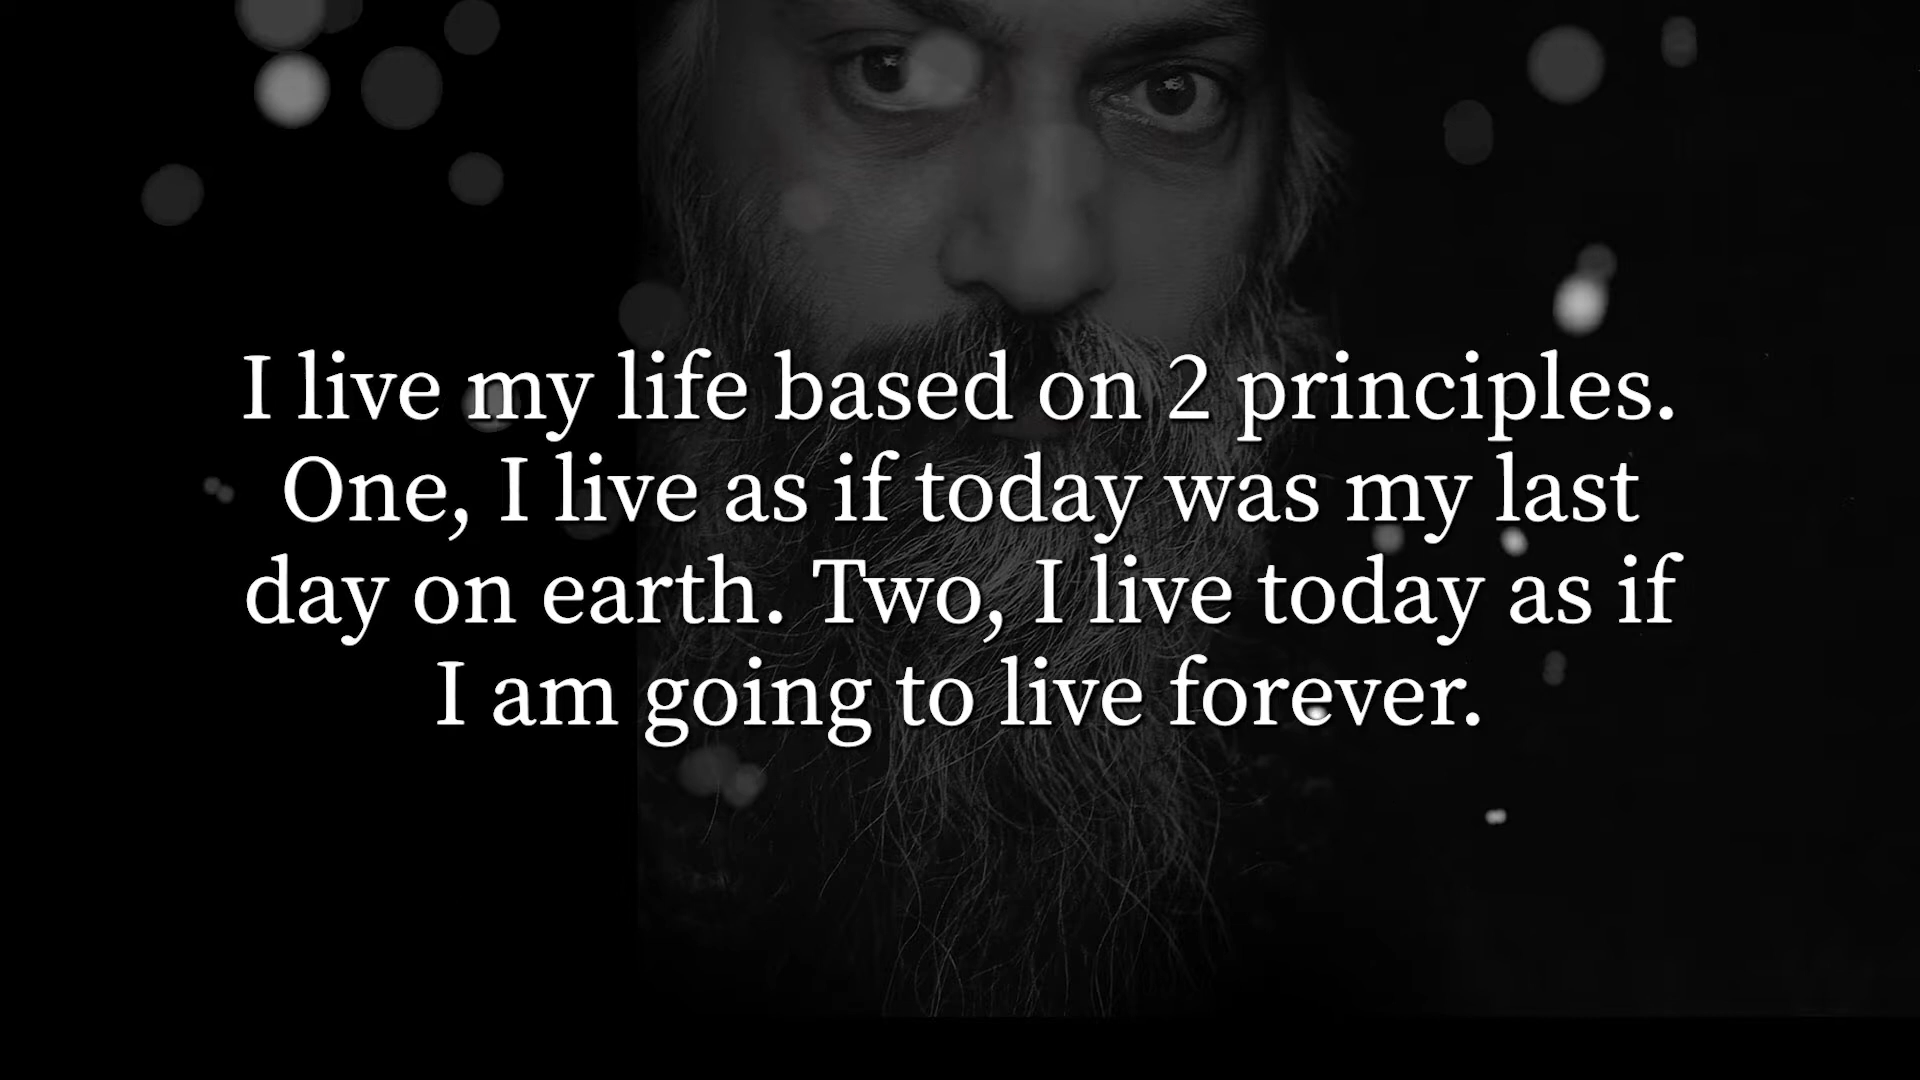 I live my life based on 2 principles.
One, I live as if today was my last
day on earth. Two, I live today as if
I am going to live forever.